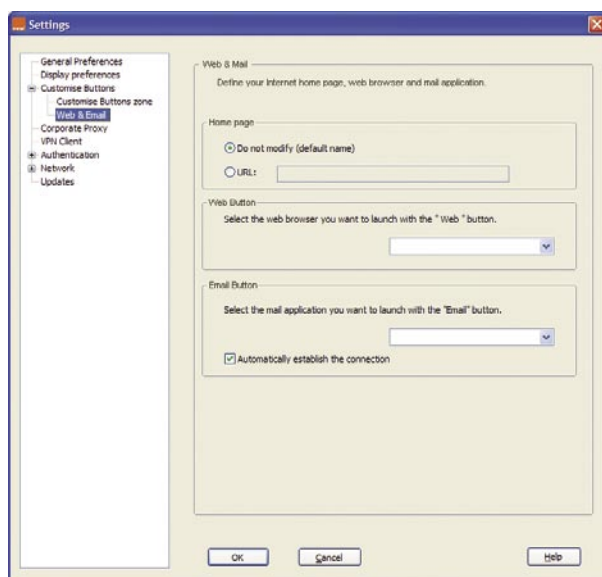 Settings
General Preferences
Display preferences
Customise Buttons
Customise Buttons zone
Web & Email
Corporate Proxy
VPN Client
Authentication
Network
Updates
Web & Mail
Define your Internet home page, web browser and mail application.
Home page
Do not modify (default name)
URL:
Web Button
Select the web browser you want to launch with the " Web " button.
Email Button
Select the mail application you want to launch with the "Email" button.
Automatically establish the connection
OK
Cancel
Help